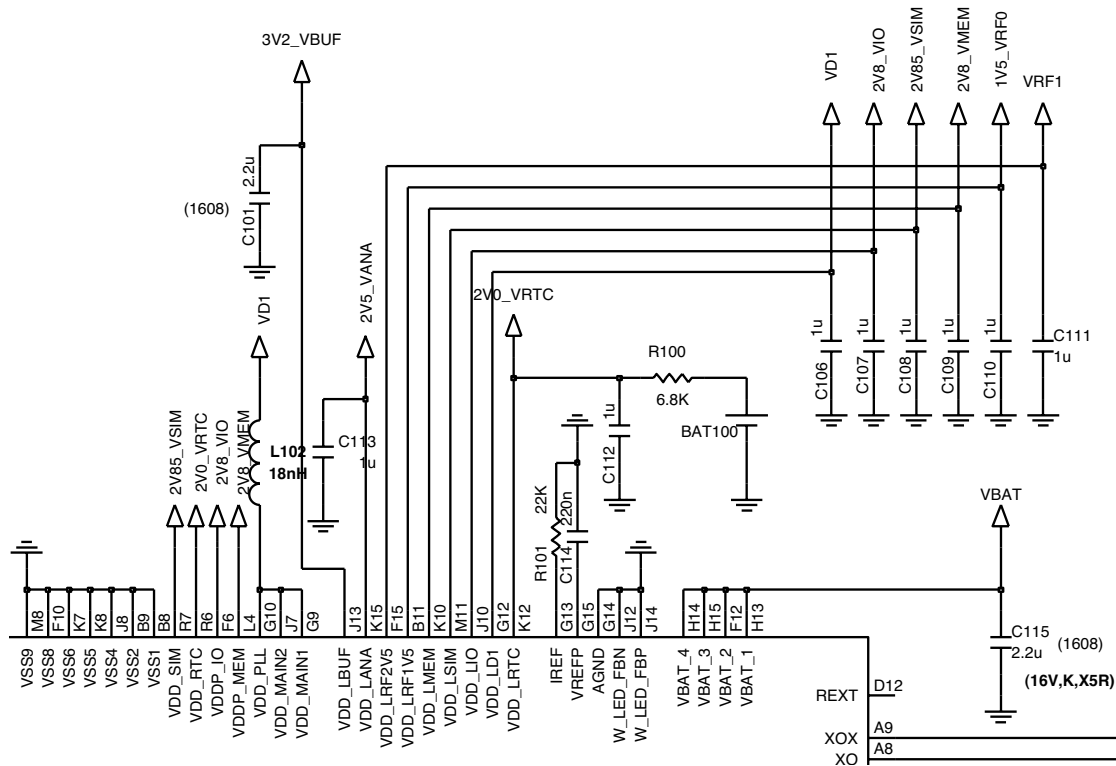 3V2_VBUF
2.2u
(1608)
C101
VD1
2V5_VANA
2V0_VRTC
VD1
2V8_VIO
2V85_VSIM
2V8_VMEM
1V5_VRF0
VRF1
1u
C106
1u
C107
1u
C108
1u
C109
1u
C110
C111
1u
R100
6.8K
BAT100
1u
C112
C113
1u
L102
18nH
2V85_VSIM
2V0_VRTC
2V8_VIO
2V8_VMEM
22K
R101
220n
C114
VBAT
C115
(1608)
2.2u
(16V,K,X5R)
M8
F10
K7
K8
J8
B9
B8
R7
R6
F6
L4
G10
J7
G9
J13
K15
F15
B11
K10
M11
J10
G12
K12
G13
G15
G14
J12
J14
H14
H15
F12
H13
VSS9
VSS8
VSS6
VSS5
VSS4
VSS2
VSS1
VDD_SIM
VDD_RTC
VDDP_IO
VDDP_MEM
VDD_PLL
VDD_MAIN2
VDD_MAIN1
VDD_LBUF
VDD_LANA
VDD_LRF2V5
VDD_LRF1V5
VDD_LMEM
VDD_LSIM
VDD_LIO
VDD_LD1
VDD_LRTC
IREF
VREFP
AGND
W_LED_FBN
W_LED_FBP
VBAT_4
VBAT_3
VBAT_2
VBAT_1
REXT
D12
XOX
A9
XO
A8